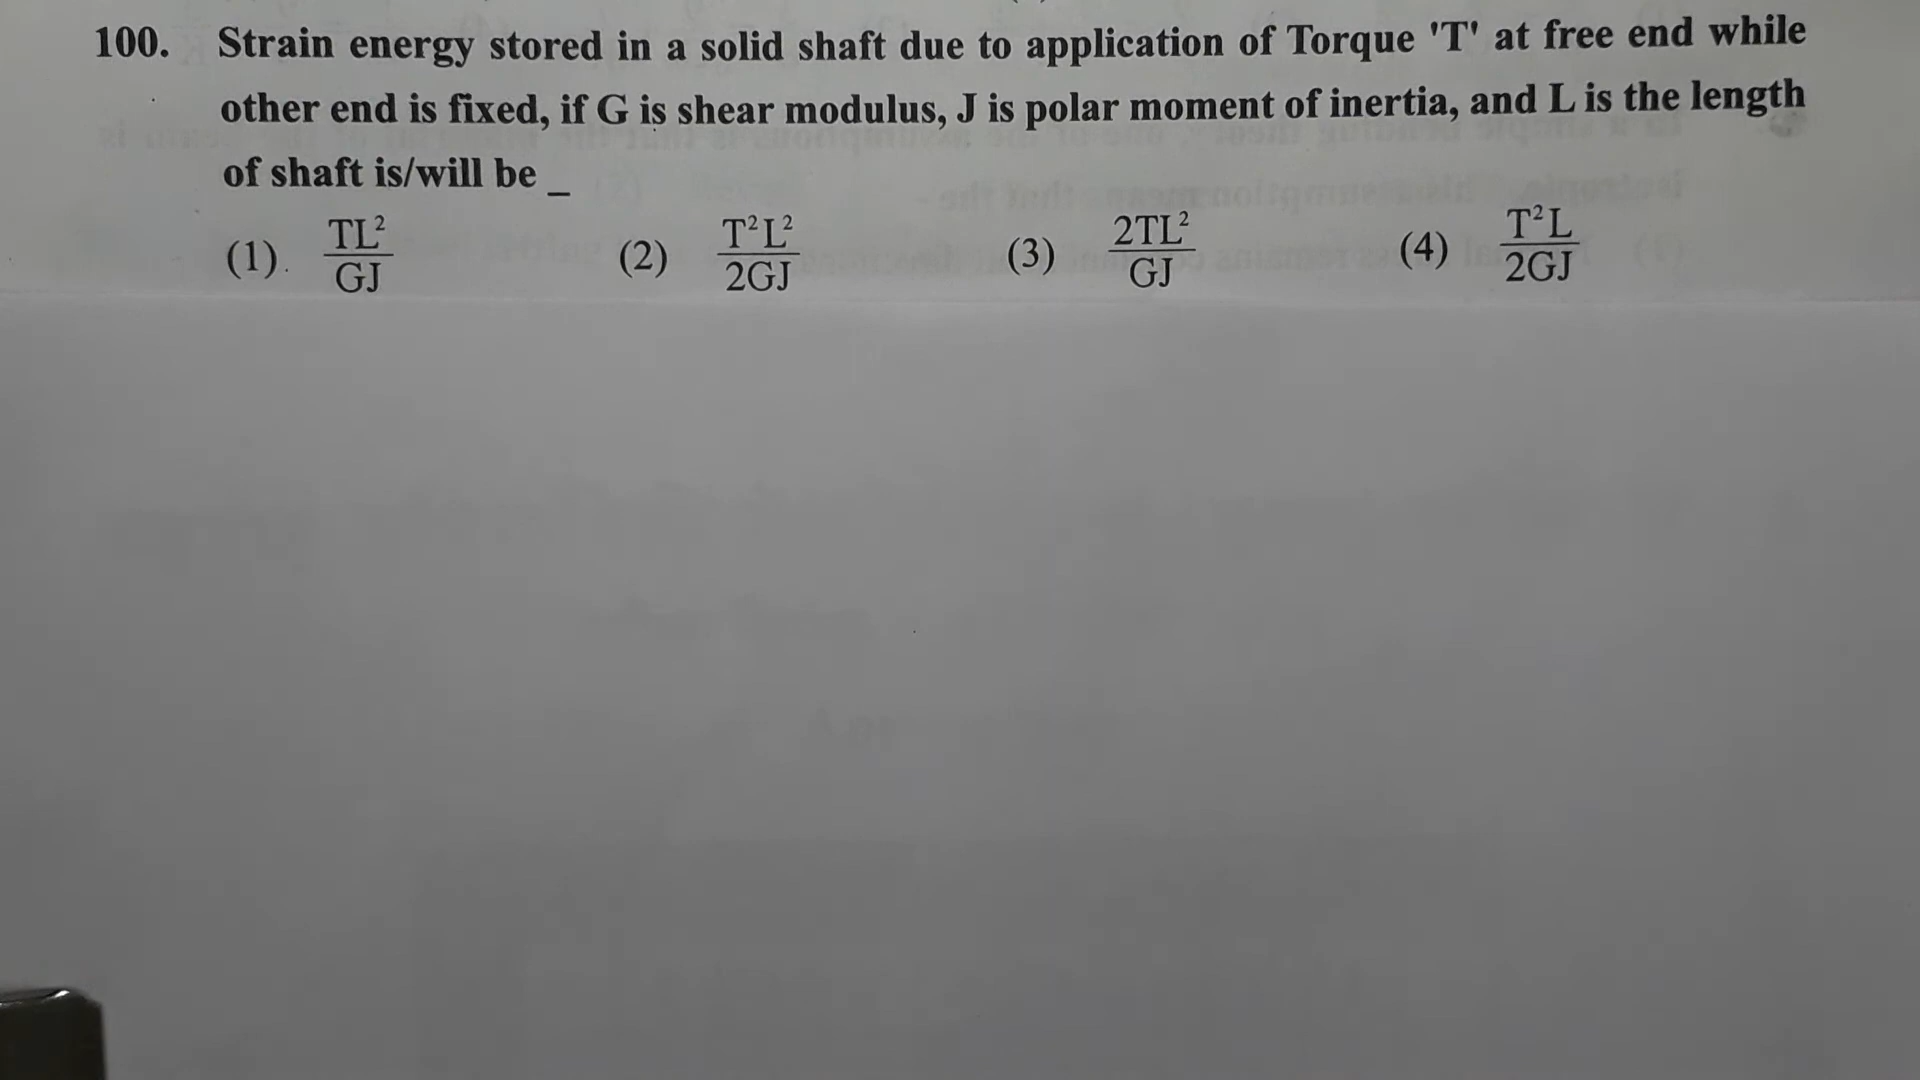 100. Strain energy stored in a solid shaft due to application of Torque 'T' at free end while
other end is fixed, if G is shear modulus, J is polar moment of inertia, and L is the length
of shaft is/will be _
(1). TL²/GJ (2) T²L²/2GJ (3) 2TL²/GJ (4) T²L/2GJ